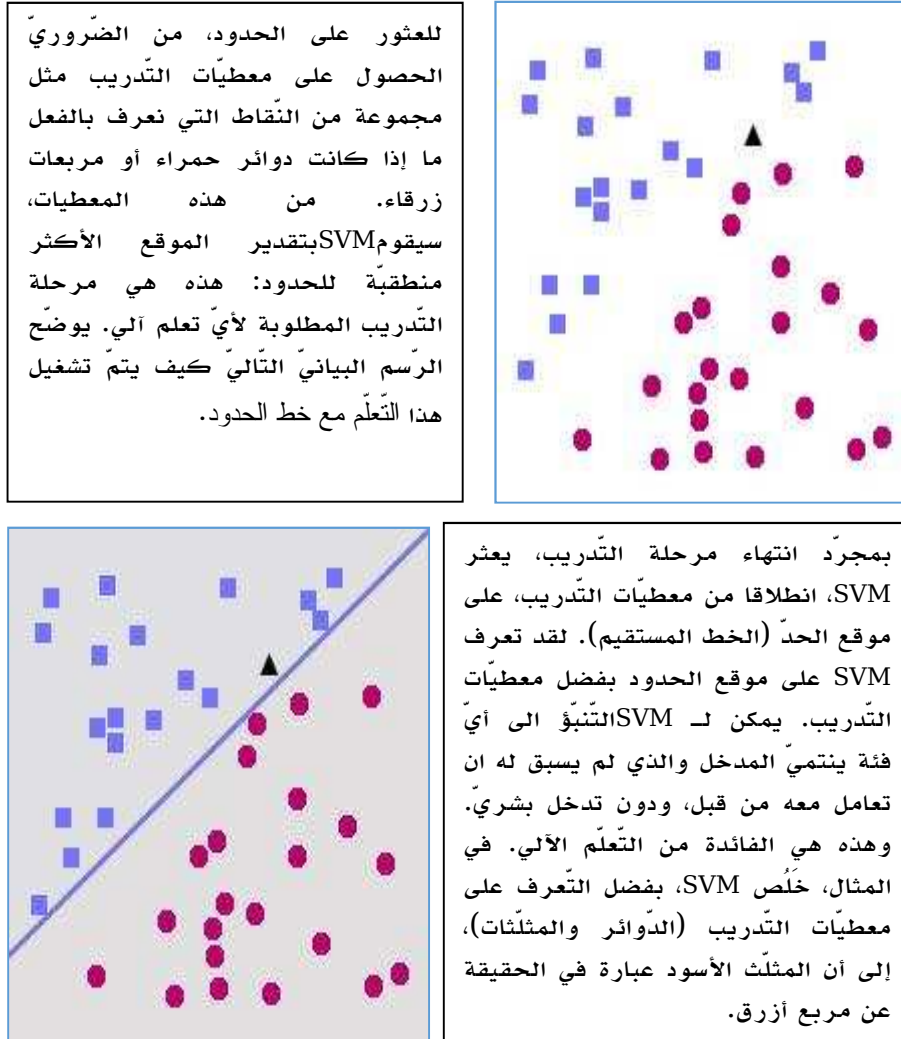 للعثور على الحدود، من الضّروريّ
الحصول على معطيّات التّدريب مثل
مجموعة من النّقاط التي نعرف بالفعل
ما إذا كانت دوائر حمراء أو مربعات
زرقاء. من هذه المعطيات،
سيقومSVMبتقدير الموقع الأكثر
منطقيّة للحدود: هذه هي مرحلة
التّدريب المطلوبة لأيّ تعلم آلي. يوضّح
الرّسم البيانيّ التّاليّ كيف يتمّ تشغيل
هذا التّعلّم مع خط الحدود.
بمجرّد انتهاء مرحلة التّدريب، يعثر
SVM، انطلاقا من معطيّات التّدريب، على
موقع الحدّ (الخط المستقيم). لقد تعرف
SVM على موقع الحدود بفضل معطيّات
التّدريب. يمكن لـ SVMالتّنبّؤ الى أيّ
فئة ينتميّ المدخل والذي لم يسبق له ان
تعامل معه من قبل، ودون تدخل بشريّ.
وهذه هي الفائدة من التّعلّم الآلي. في
المثال، خَلُص SVM، بفضل التّعرف على
معطيّات التّدريب (الدّوائر والمثلّثات)،
إلى أن المثلّث الأسود عبارة في الحقيقة
عن مربع أزرق.